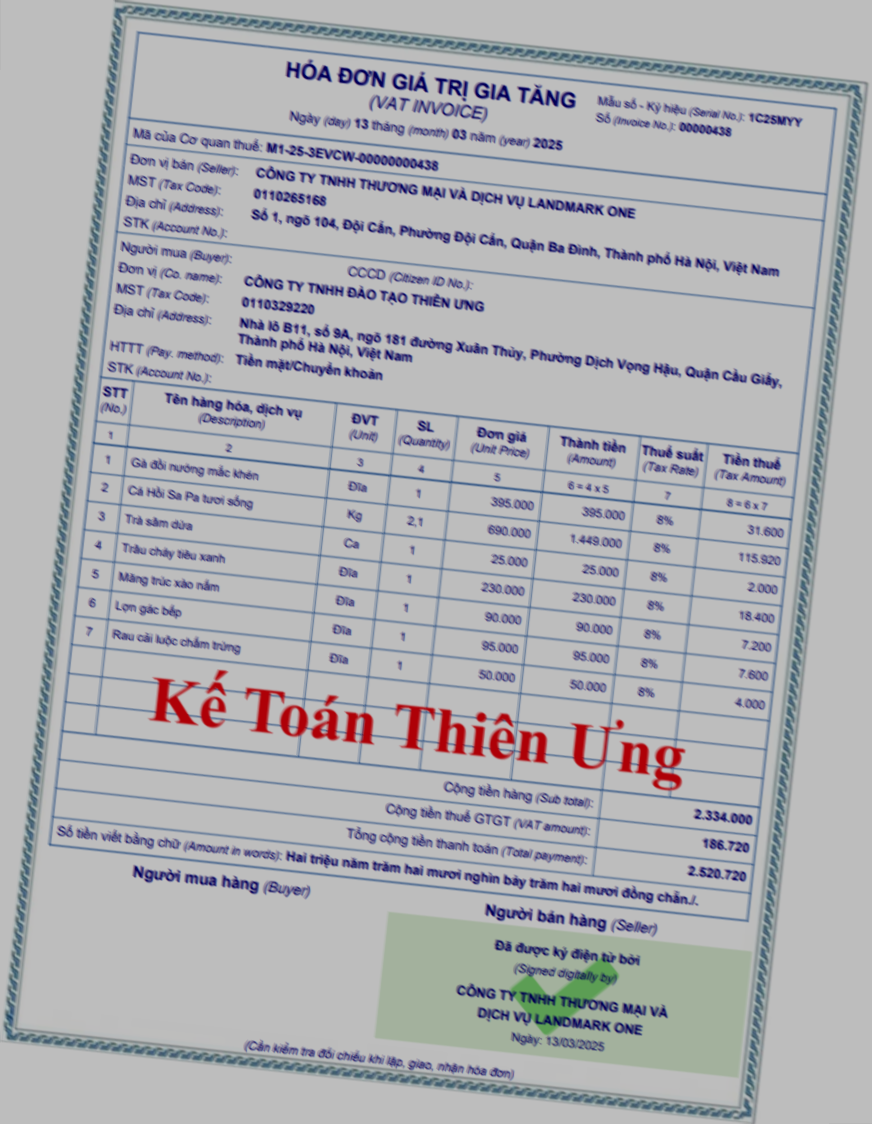 HÓA ĐƠN GIÁ TRỊ GIA TĂNG
(VAT INVOICE)
Ngày (day) 13 tháng (month) 03 năm (year) 2025
Mẫu số - Ký hiệu (Serial No.): 1C25MYY
Số (Invoice No.): 00000438
Mã của Cơ quan thuế: M1-25-3EVCW-00000000438
Đơn vị bán (Seller): CÔNG TY TNHH THƯƠNG MẠI VÀ DỊCH VỤ LANDMARK ONE
MST (Tax Code): 0110265168
Địa chỉ (Address): Số 1, ngõ 104, Đội Cấn, Phường Đội Cấn, Quận Ba Đình, Thành phố Hà Nội, Việt Nam
STK (Account No.):
Người mua (Buyer): CCCD (Citizen ID No.):
Đơn vị (Co. name): CÔNG TY TNHH ĐÀO TẠO THIÊN ƯNG
MST (Tax Code): 0110329220
Địa chỉ (Address): Nhà lô B11, số 9A, ngõ 181 đường Xuân Thủy, Phường Dịch Vọng Hậu, Quận Cầu Giấy,
Thành phố Hà Nội, Việt Nam
HTTT (Pay. method): Tiền mặt/Chuyển khoản
STK (Account No.):
STT Tên hàng hóa, dịch vụ ĐVT SL Đơn giá Thành tiền Thuế suất Tiền thuế
(No.) (Description) (Unit) (Quantity) (Unit Price) (Amount) (Tax Rate) (Tax Amount)
1 2 3 4 5 6 = 4 x 5 7 8 = 6 x 7
1 Gà đồi nướng mắc khén Đĩa 1 395.000 395.000 8% 31.600
2 Cá Hồi Sa Pa tươi sống Kg 2,1 690.000 1.449.000 8% 115.920
3 Trà sâm dứa Ca 1 25.000 25.000 8% 2.000
4 Trâu cháy tiêu xanh Đĩa 1 230.000 230.000 8% 18.400
5 Măng trúc xào nấm Đĩa 1 90.000 90.000 8% 7.200
6 Lợn gác bếp Đĩa 1 95.000 95.000 8% 7.600
7 Rau cải luộc chấm trứng Đĩa 1 50.000 50.000 8% 4.000
Kế Toán Thiên Ưng
Cộng tiền hàng (Sub total): 2.334.000
Cộng tiền thuế GTGT (VAT amount): 186.720
Tổng cộng tiền thanh toán (Total payment): 2.520.720
Số tiền viết bằng chữ (Amount in words): Hai triệu năm trăm hai mươi nghìn bảy trăm hai mươi đồng chẵn./.
Người mua hàng (Buyer)
Người bán hàng (Seller)
Đã được ký điện tử bởi
(Signed digitally by)
CÔNG TY TNHH THƯƠNG MẠI VÀ
DỊCH VỤ LANDMARK ONE
Ngày: 13/03/2025
(Cần kiểm tra đối chiếu khi lập, giao, nhận hóa đơn)